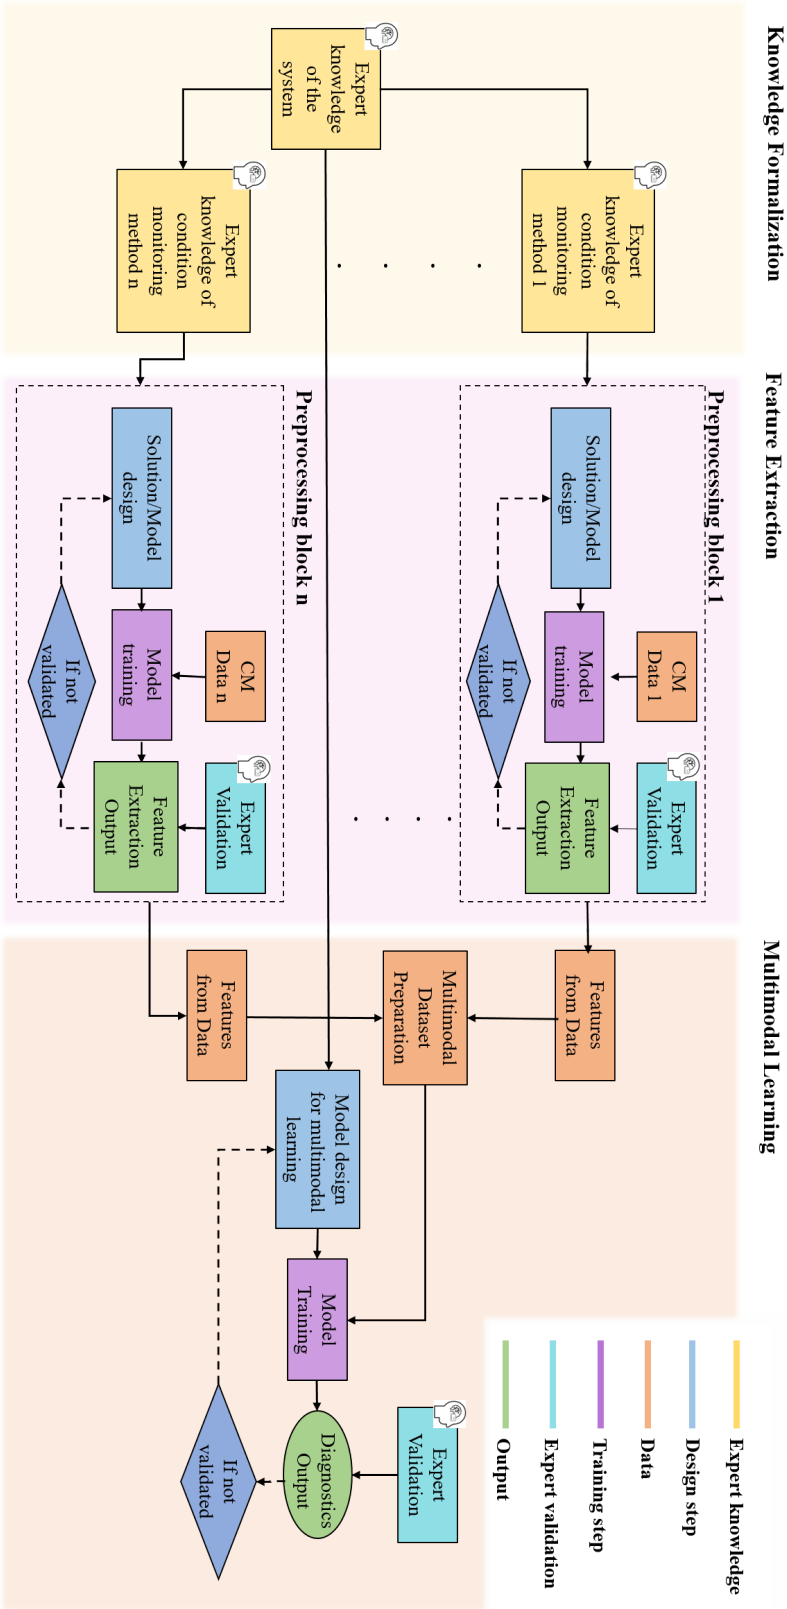 Knowledge Formalization
Expert
knowledge
of the
system
Expert
knowledge of
condition
monitoring
method 1
Expert
knowledge of
condition
monitoring
method n
Feature Extraction
Preprocessing block 1
Solution/Model
design
Model
training
CM
Data 1
If not
validated
Feature
Extraction
Output
Expert
Validation
Preprocessing block n
Solution/Model
design
Model
training
CM
Data n
If not
validated
Feature
Extraction
Output
Expert
Validation
Multimodal Learning
Features
from Data
Multimodal
Dataset
Preparation
Features
from Data
Model design
for multimodal
learning
Model
Training
Diagnostics
Output
Expert
Validation
If not
validated
Expert knowledge
Design step
Data
Training step
Expert validation
Output